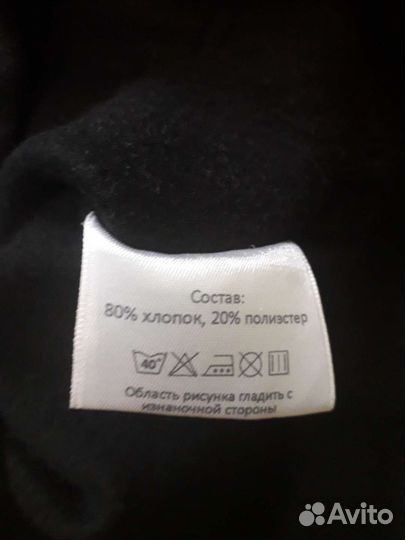 Состав:
80% хлопок, 20% полиэстер
40°
Область рисунка гладить с
изнаночной стороны
Avito